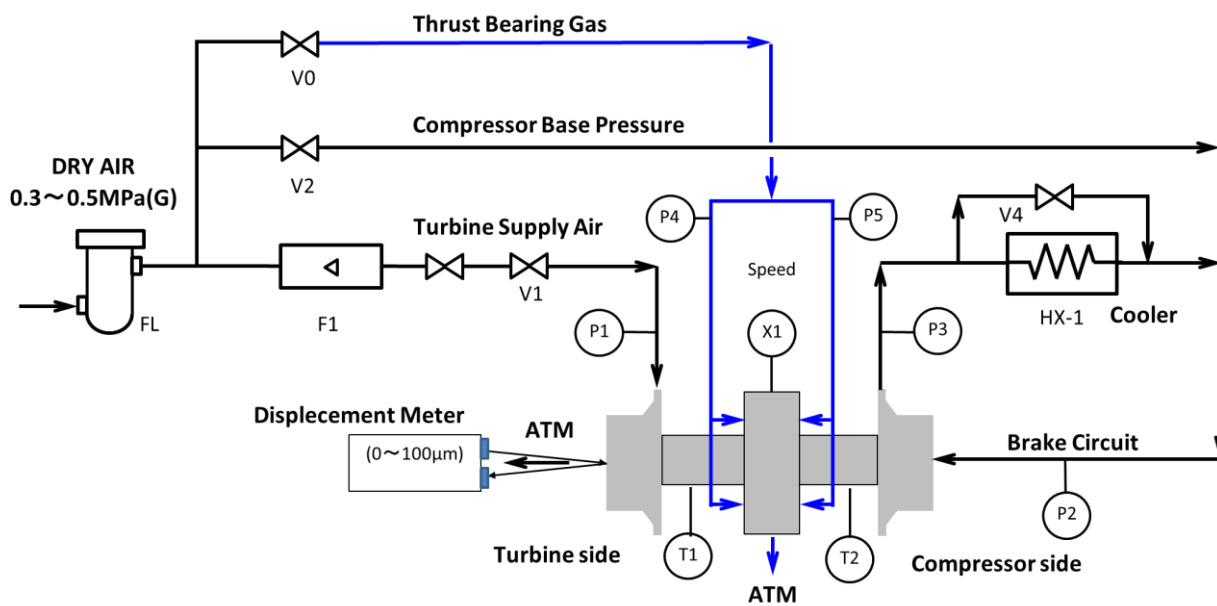 Thrust Bearing Gas
V0
Compressor Base Pressure
V2
DRY AIR
0.3～0.5MPa(G)
P4
P5
V4
Turbine Supply Air
Speed
FL
F1
V1
P1
X1
P3
HX-1
Cooler
Displecement Meter
(0～100μm)
ATM
Brake Circuit
P2
Turbine side
T1
T2
Compressor side
ATM